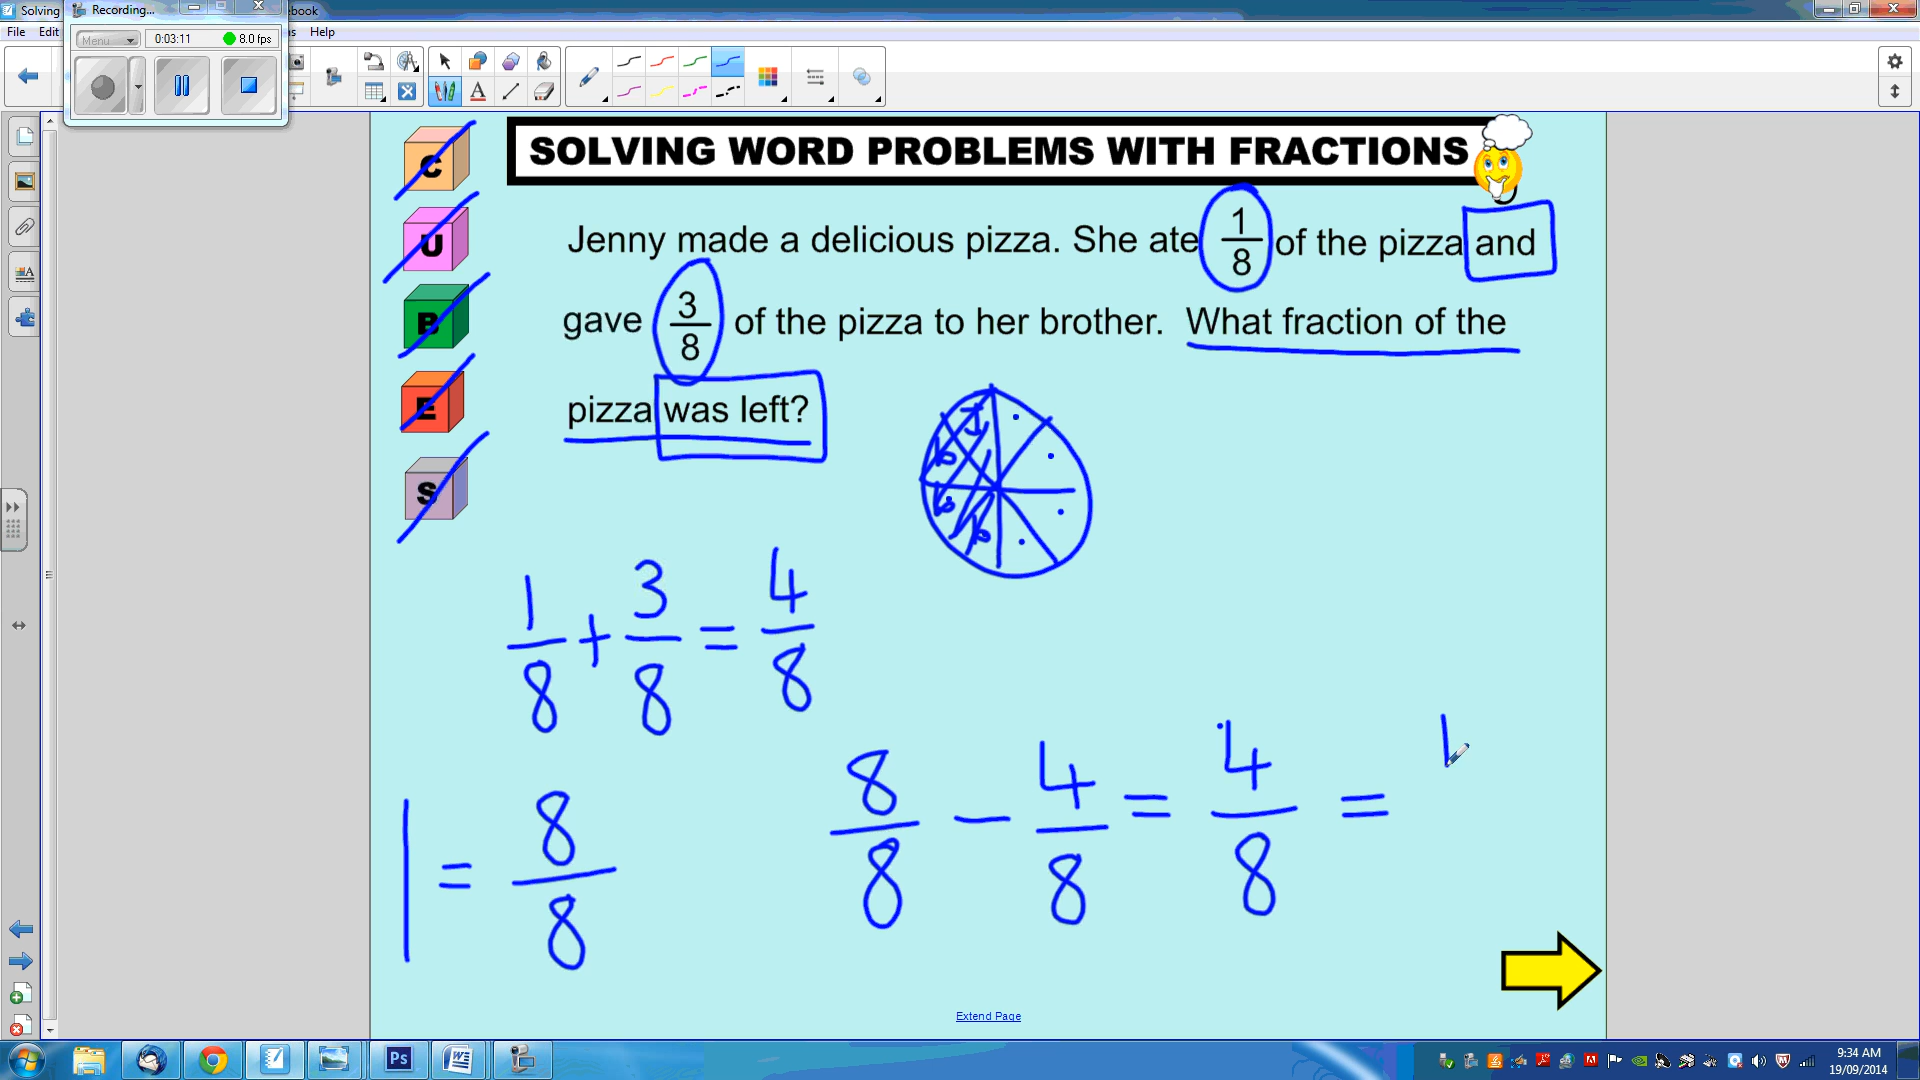 Solving
Recording...
ebook
File Edit
ns Help
Menu 0:03:11 8.0 fps
SOLVING WORD PROBLEMS WITH FRACTIONS
C
U
B
E
S
Jenny made a delicious pizza. She ate 1/8 of the pizza and
gave 3/8 of the pizza to her brother. What fraction of the
pizza was left?
J
b
b
b
1/8 + 3/8 = 4/8
8/8 − 4/8 = 4/8 =
1 = 8/8
Extend Page
9:34 AM
19/09/2014